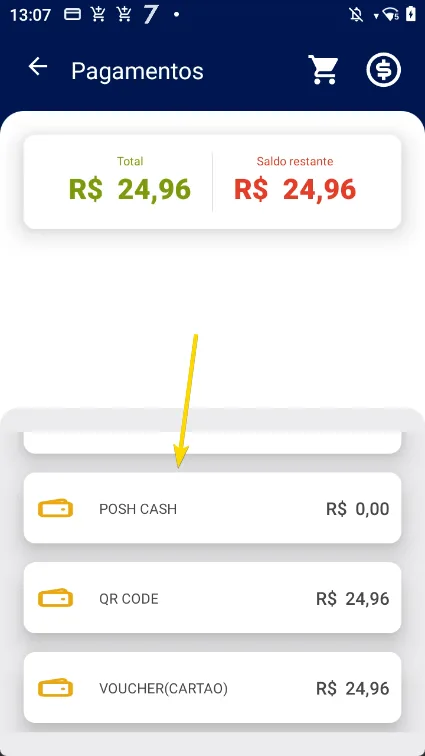 13:07
Pagamentos
Total
Saldo restante
R$ 24,96
R$ 24,96
POSH CASH
R$ 0,00
QR CODE
R$ 24,96
VOUCHER(CARTAO)
R$ 24,96